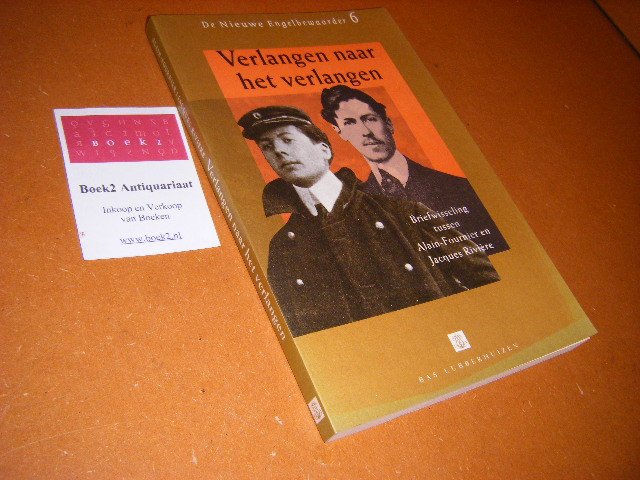 De Nieuwe Engelbewaarder 6
Verlangen naar
het verlangen
Briefwisseling
tussen
Alain-Fournier en
Jacques Rivière
BAS LUBBERHUIZEN
Verlangen naar het verlangen
BOEK2
Boek2 Antiquariaat
Inkoop en Verkoop
van Boeken
www.boek2.nl